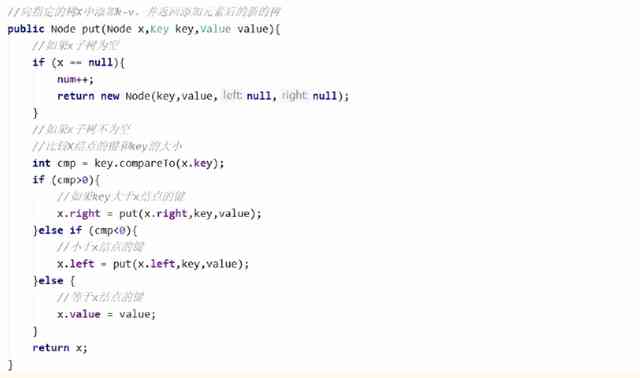 //向指定的树x中添加k-v，并返回添加元素后的新的树
public Node put(Node x,Key key,Value value){
//如果x子树为空
if (x == null){
num++;
return new Node(key,value, left: null, right: null);
}
//如果x子树不为空
//比较x结点的键和key的大小
int cmp = key.compareTo(x.key);
if (cmp>0){
//如果key大于x结点的键
x.right = put(x.right,key,value);
}else if (cmp<0){
//小于x结点的键
x.left = put(x.left,key,value);
}else {
//等于x结点的键
x.value = value;
}
return x;
}